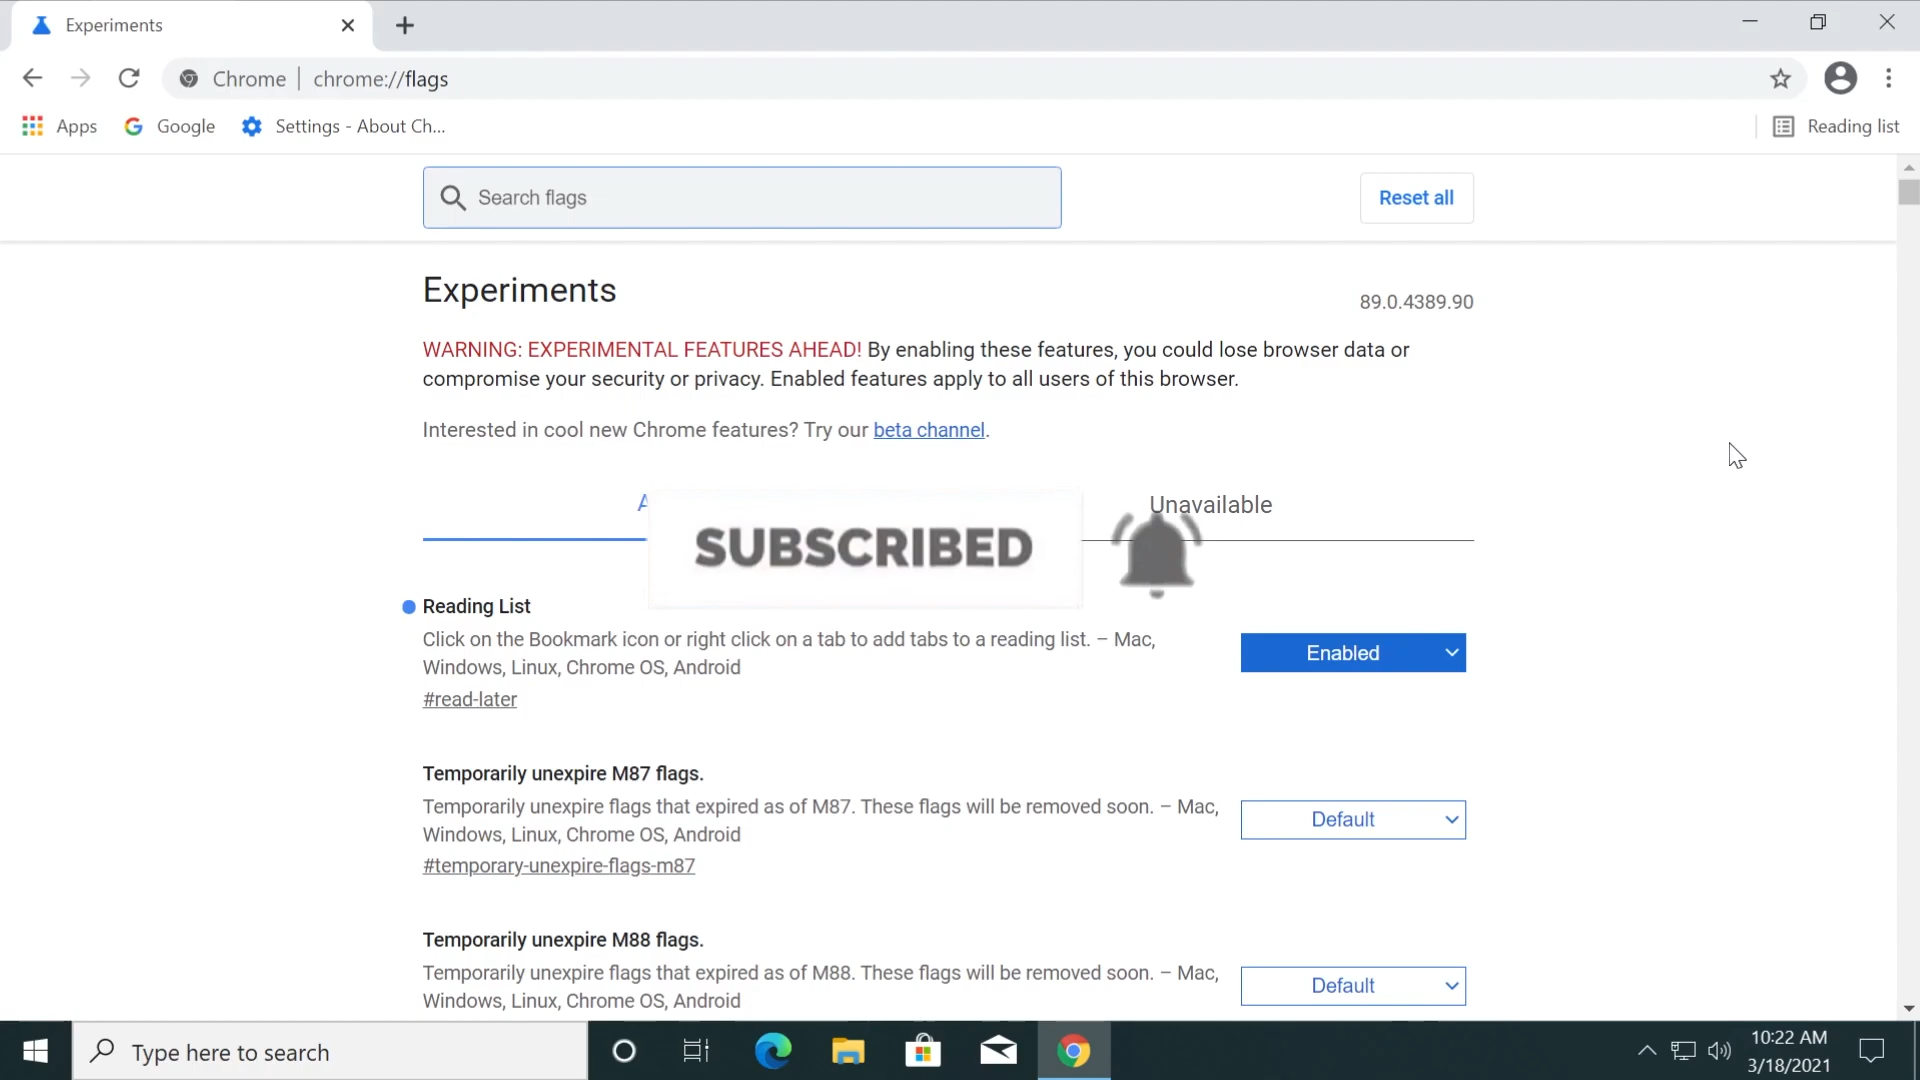 Experiments
Chrome | chrome://flags
Apps Google Settings - About Ch... Reading list
Search flags Reset all
Experiments 89.0.4389.90
WARNING: EXPERIMENTAL FEATURES AHEAD! By enabling these features, you could lose browser data or
compromise your security or privacy. Enabled features apply to all users of this browser.
Interested in cool new Chrome features? Try our beta channel.
Unavailable
SUBSCRIBED
Reading List
Click on the Bookmark icon or right click on a tab to add tabs to a reading list. – Mac,
Windows, Linux, Chrome OS, Android
#read-later
Enabled
Temporarily unexpire M87 flags.
Temporarily unexpire flags that expired as of M87. These flags will be removed soon. – Mac,
Windows, Linux, Chrome OS, Android
#temporary-unexpire-flags-m87
Default
Temporarily unexpire M88 flags.
Temporarily unexpire flags that expired as of M88. These flags will be removed soon. – Mac,
Windows, Linux, Chrome OS, Android
Default
Type here to search
10:22 AM
3/18/2021